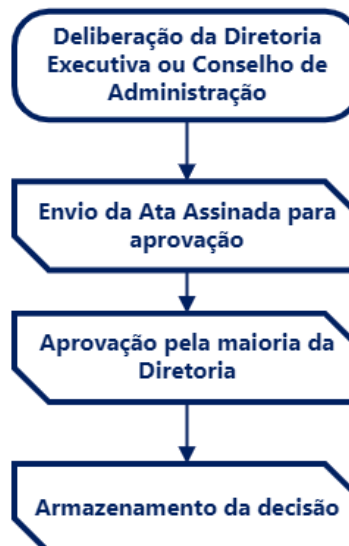 Deliberação da Diretoria
Executiva ou Conselho de
Administração
Envio da Ata Assinada para
aprovação
Aprovação pela maioria da
Diretoria
Armazenamento da decisão